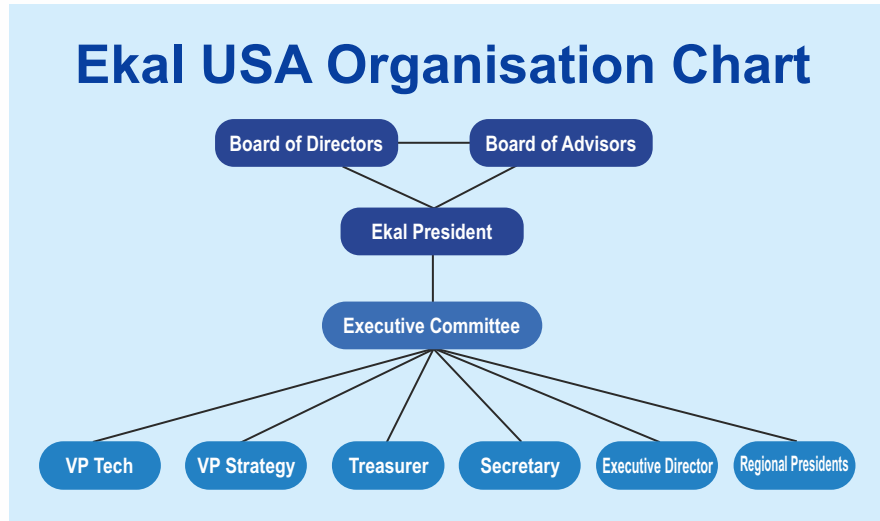 Ekal USA Organisation Chart
Board of Directors
Board of Advisors
Ekal President
Executive Committee
VP Tech
VP Strategy
Treasurer
Secretary
Executive Director
Regional Presidents